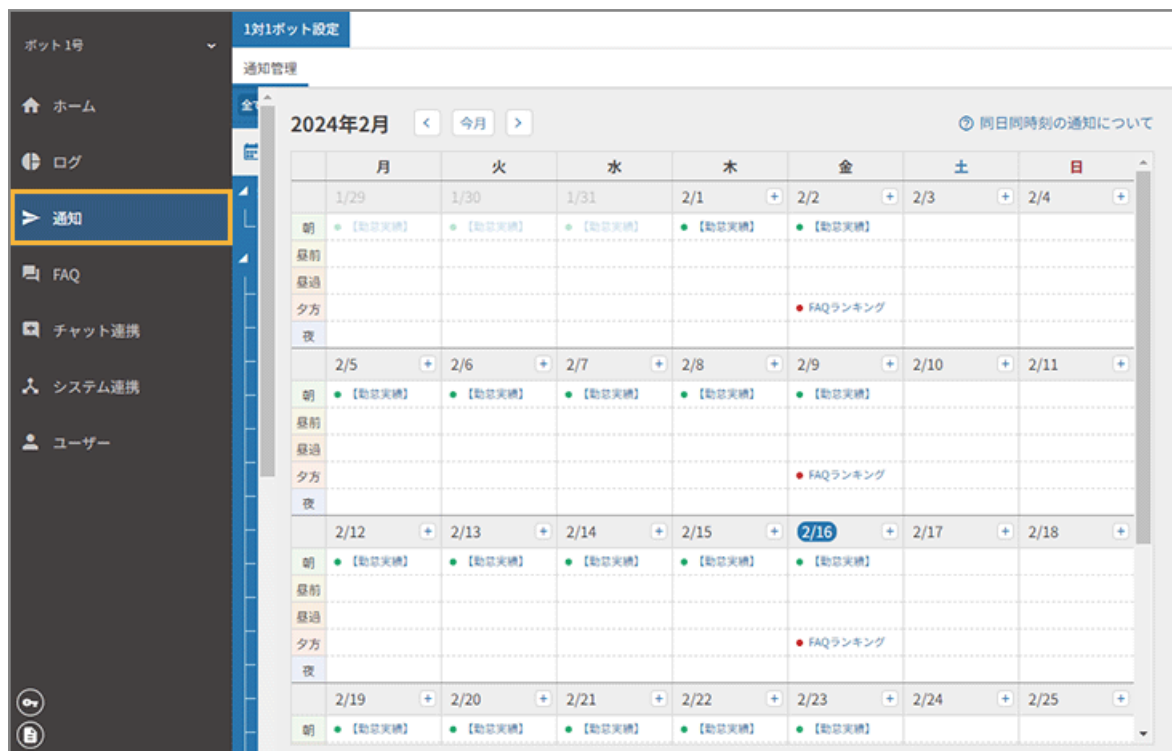 ボット1号
ホーム
ログ
通知
FAQ
チャット連携
システム連携
ユーザー
1対1ボット設定
通知管理
2024年2月 < 今月 > 同日同時刻の通知について
月 火 水 木 金 土 日
1/29 1/30 1/31 2/1 + 2/2 + 2/3 + 2/4 +
朝 【勤怠実績】 【勤怠実績】 【勤怠実績】 【勤怠実績】 【勤怠実績】
昼前
昼過
夕方 FAQランキング
夜
2/5 + 2/6 + 2/7 + 2/8 + 2/9 + 2/10 + 2/11 +
朝 【勤怠実績】 【勤怠実績】 【勤怠実績】 【勤怠実績】 【勤怠実績】
昼前
昼過
夕方 FAQランキング
夜
2/12 + 2/13 + 2/14 + 2/15 + 2/16 + 2/17 + 2/18 +
朝 【勤怠実績】 【勤怠実績】 【勤怠実績】 【勤怠実績】 【勤怠実績】
昼前
昼過
夕方 FAQランキング
夜
2/19 + 2/20 + 2/21 + 2/22 + 2/23 + 2/24 + 2/25 +
朝 【勤怠実績】 【勤怠実績】 【勤怠実績】 【勤怠実績】 【勤怠実績】